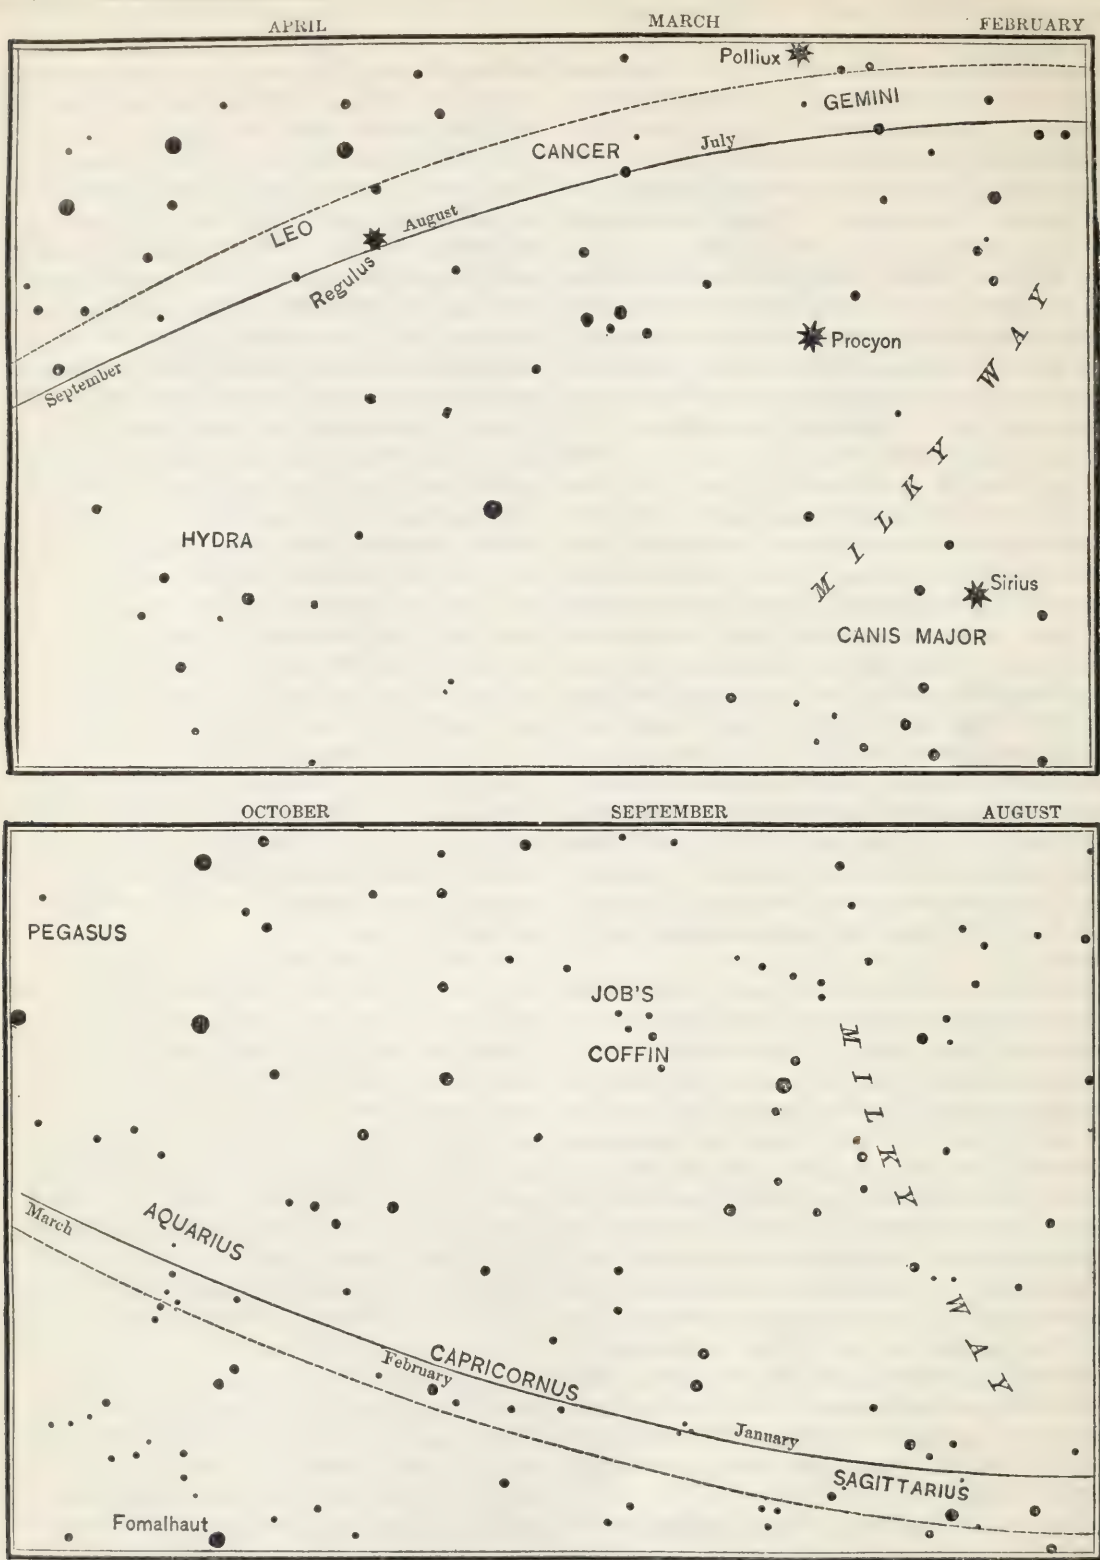 APRIL MARCH FEBRUARY
Polliux
GEMINI
CANCER
July
LEO
August
Regulus
September
Procyon
MILKY WAY
HYDRA
Sirius
CANIS MAJOR
OCTOBER SEPTEMBER AUGUST
PEGASUS
JOB'S
COFFIN
MILKY WAY
AQUARIUS
March
CAPRICORNUS
February
January
SAGITTARIUS
Fomalhaut